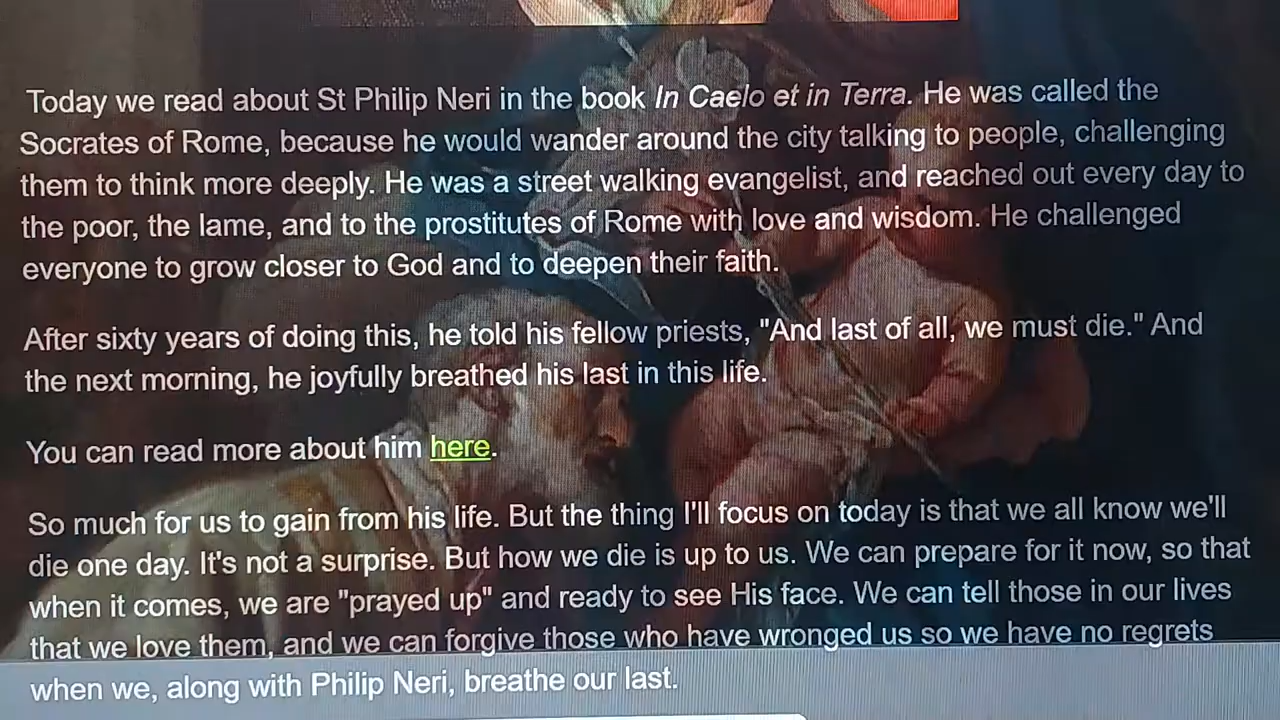 Today we read about St Philip Neri in the book In Caelo et in Terra. He was called the
Socrates of Rome, because he would wander around the city talking to people, challenging
them to think more deeply. He was a street walking evangelist, and reached out every day to
the poor, the lame, and to the prostitutes of Rome with love and wisdom. He challenged
everyone to grow closer to God and to deepen their faith.
After sixty years of doing this, he told his fellow priests, "And last of all, we must die." And
the next morning, he joyfully breathed his last in this life.
You can read more about him here.
So much for us to gain from his life. But the thing I'll focus on today is that we all know we'll
die one day. It's not a surprise. But how we die is up to us. We can prepare for it now, so that
when it comes, we are "prayed up" and ready to see His face. We can tell those in our lives
that we love them, and we can forgive those who have wronged us so we have no regrets
when we, along with Philip Neri, breathe our last.